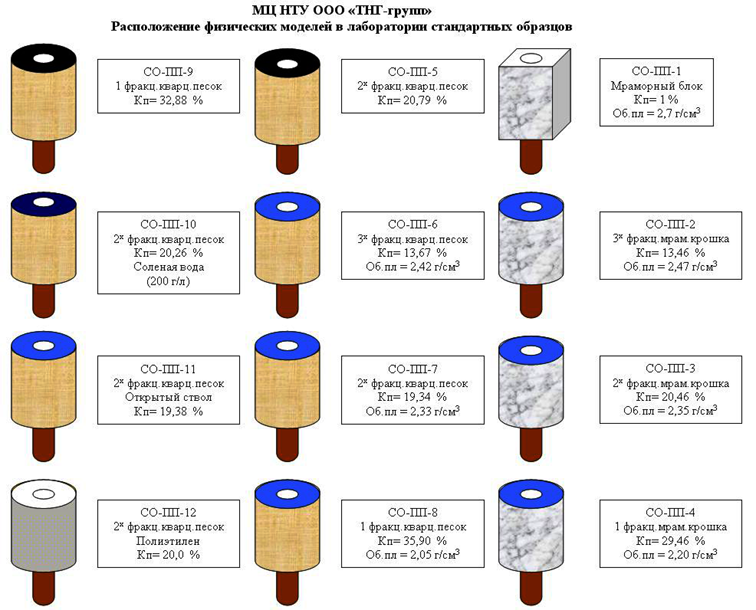 МЦ НТУ ООО «ТНГ-групп»
Расположение физических моделей в лаборатории стандартных образцов
СО-ПП-9
1 фракц.кварц.песок
Кп= 32,88 %
СО-ПП-5
2х фракц.кварц.песок
Кп= 20,79 %
СО-ПП-1
Мраморный блок
Кп= 1 %
Об.пл = 2,7 г/см³
СО-ПП-10
2х фракц.кварц.песок
Кп= 20,26 %
Соленая вода
(200 г/л)
СО-ПП-6
3х фракц.кварц.песок
Кп= 13,67 %
Об.пл = 2,42 г/см³
СО-ПП-2
3х фракц.мрам.крошка
Кп= 13,46 %
Об.пл = 2,47 г/см³
СО-ПП-11
2х фракц.кварц.песок
Открытый ствол
Кп= 19,38 %
СО-ПП-7
2х фракц.кварц.песок
Кп= 19,34 %
Об.пл = 2,33 г/см³
СО-ПП-3
2х фракц.мрам.крошка
Кп= 20,46 %
Об.пл = 2,35 г/см³
СО-ПП-12
2х фракц.кварц.песок
Полиэтилен
Кп= 20,0 %
СО-ПП-8
1 фракц.кварц.песок
Кп= 35,90 %
Об.пл = 2,05 г/см³
СО-ПП-4
1 фракц.мрам.крошка
Кп= 29,46 %
Об.пл = 2,20 г/см³